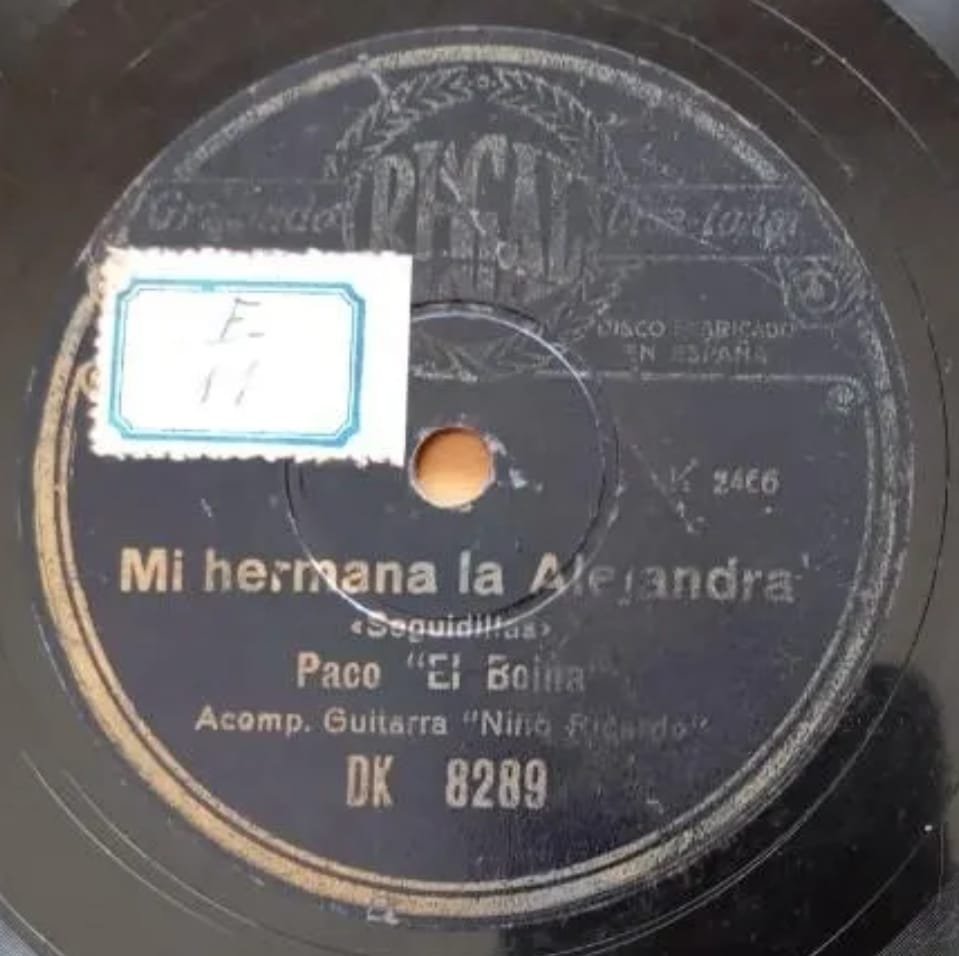 REGAL
DISCO FABRICADO
EN ESPAÑA
E
11
K 2466
Mi hermana la Alejandra
«Seguidillas»
Paco "El Boina"
Acomp. Guitarra "Niño Ricardo"
DK 8289